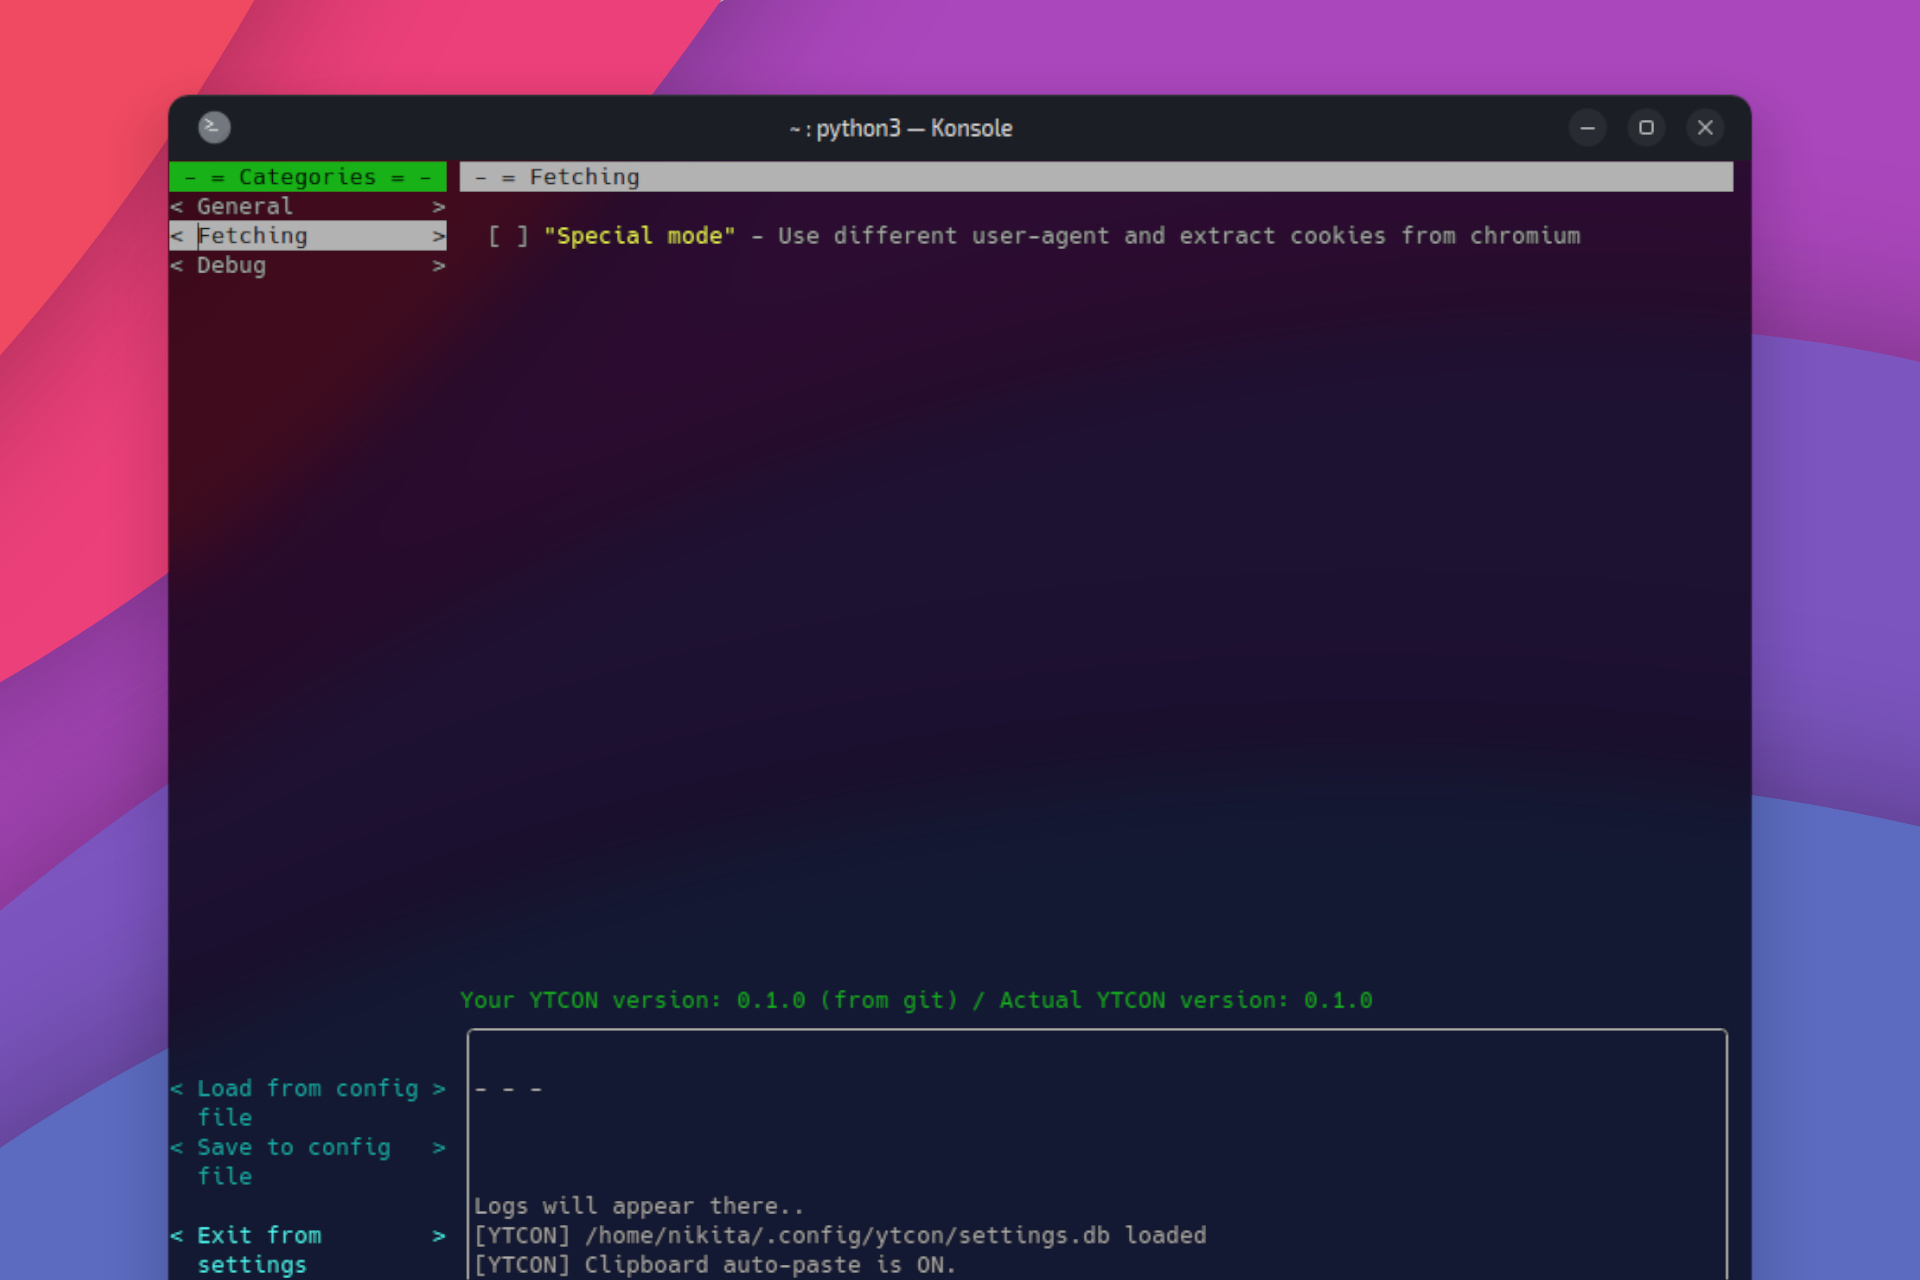 ~ : python3 — Konsole
- = Categories = -
< General >
< Fetching >
< Debug >
- = Fetching
[ ] "Special mode" - Use different user-agent and extract cookies from chromium
Your YTCON version: 0.1.0 (from git) / Actual YTCON version: 0.1.0
< Load from config >
file
< Save to config >
file
< Exit from >
settings
- - -
Logs will appear there..
[YTCON] /home/nikita/.config/ytcon/settings.db loaded
[YTCON] Clipboard auto-paste is ON.